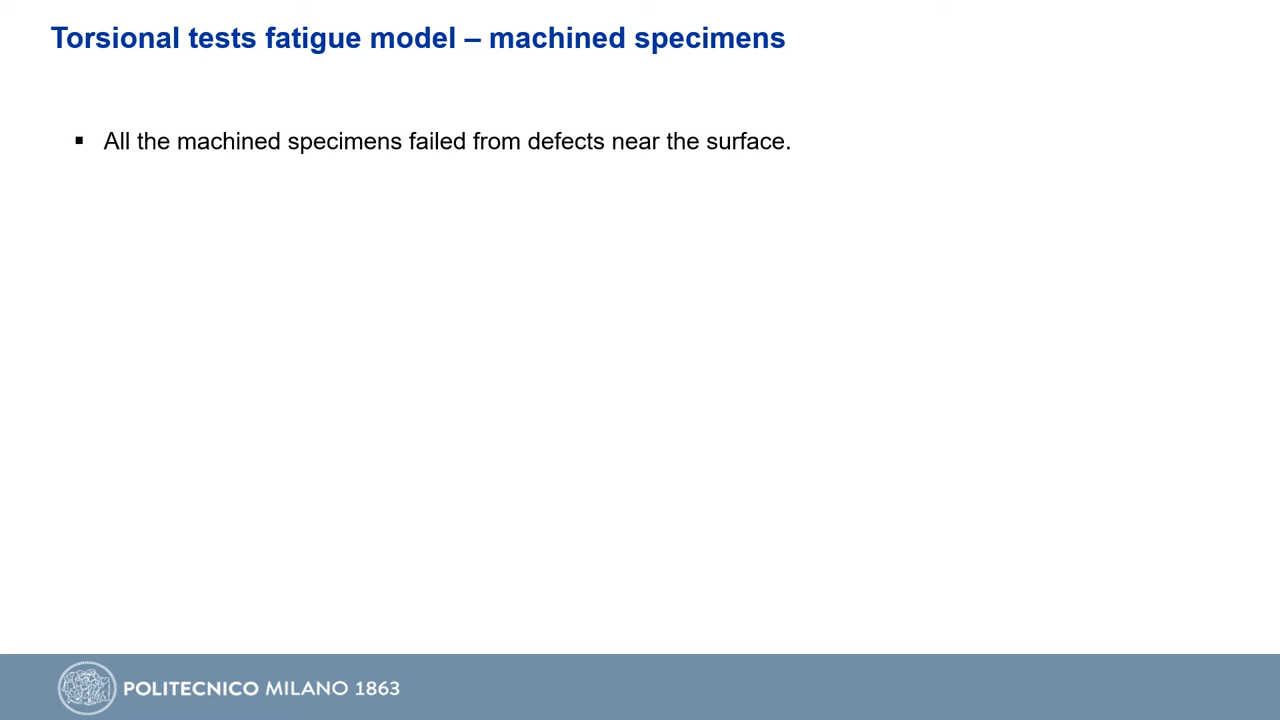 Torsional tests fatigue model – machined specimens
▪ All the machined specimens failed from defects near the surface.
POLITECNICO MILANO 1863